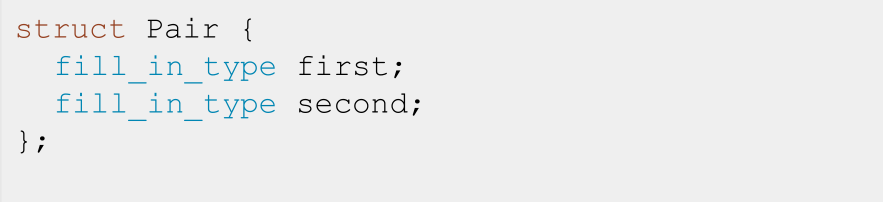 struct Pair {
  fill_in_type first;
  fill_in_type second;
};